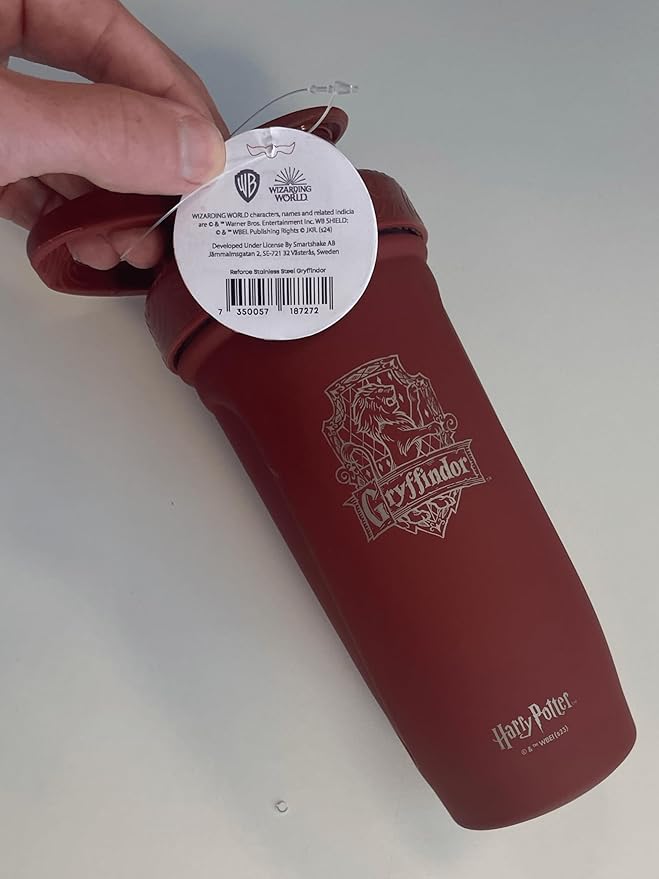 WB
WIZARDING
WORLD
WIZARDING WORLD characters, names and related indicia
are © & ™ Warner Bros. Entertainment Inc. WB SHIELD:
© & ™ WBEI. Publishing Rights © JKR. (s24)
Developed Under License By Smartshake AB
Jämmalmsgatan 2, SE-721 32 Västerås, Sweden
Reforce Stainless Steel Gryffindor
7 350057 187272
Gryffindor™
Harry Potter™
© & ™ WBEI (s23)